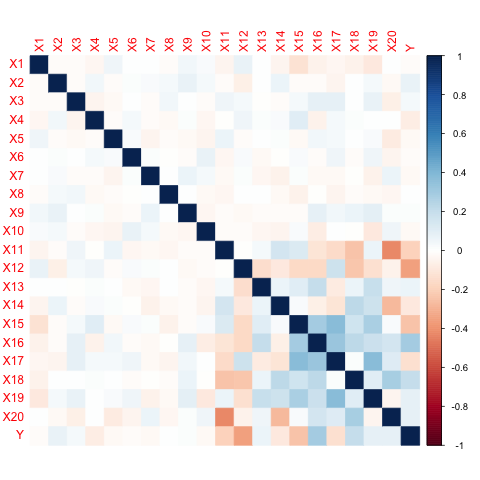 X1 X2 X3 X4 X5 X6 X7 X8 X9 X10 X11 X12 X13 X14 X15 X16 X17 X18 X19 X20 Y
X1
X2
X3
X4
X5
X6
X7
X8
X9
X10
X11
X12
X13
X14
X15
X16
X17
X18
X19
X20
Y
1
0.8
0.6
0.4
0.2
0
-0.2
-0.4
-0.6
-0.8
-1